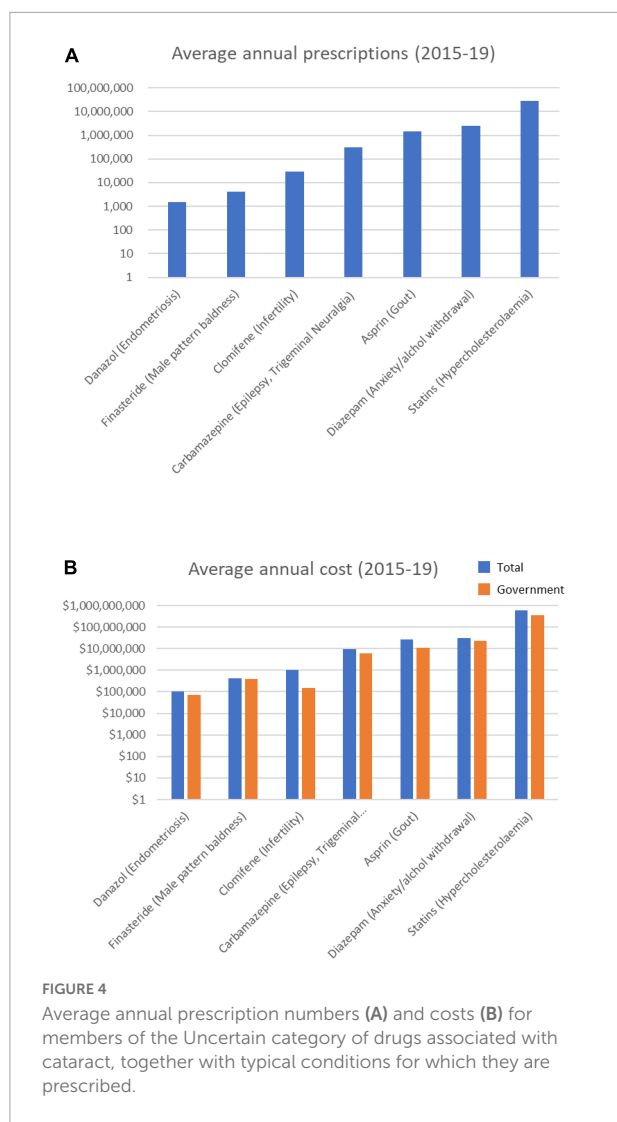 A
Average annual prescriptions (2015-19)
100,000,000
10,000,000
1,000,000
100,000
10,000
1,000
100
10
1
Danazol (Endometriosis)
Finasteride (Male pattern baldness)
Clomifene (Infertility)
Carbamazepine (Epilepsy, Trigeminal Neuralgia)
Asprin (Gout)
Diazepam (Anxiety/alchol withdrawal)
Statins (Hypercholesterolaemia)
B
Average annual cost (2015-19)
Total
Government
$1,000,000,000
$100,000,000
$10,000,000
$1,000,000
$100,000
$10,000
$1,000
$100
$10
$1
Danazol (Endometriosis)
Finasteride (Male pattern baldness)
Clomifene (Infertility)
Carbamazepine (Epilepsy, Trigeminal...
Asprin (Gout)
Diazepam (Anxiety/alchol withdrawal)
Statins (Hypercholesterolaemia)
FIGURE 4
Average annual prescription numbers (A) and costs (B) for
members of the Uncertain category of drugs associated with
cataract, together with typical conditions for which they are
prescribed.